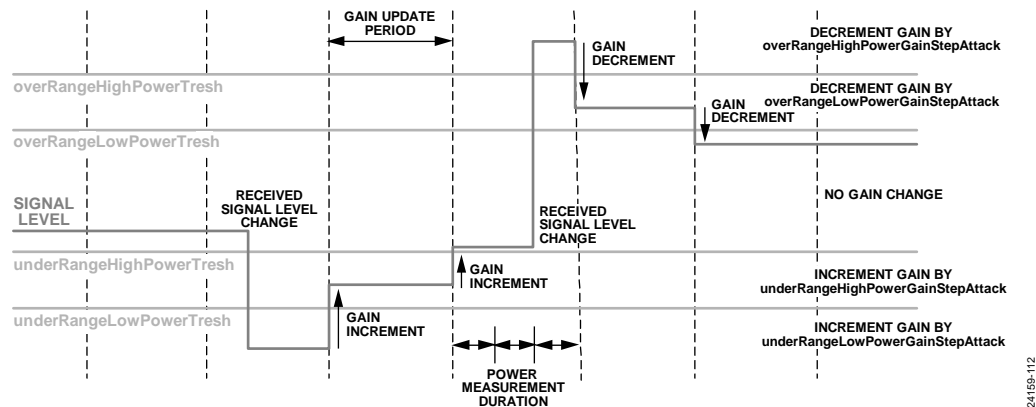 GAIN UPDATE
PERIOD
GAIN
DECREMENT
DECREMENT GAIN BY
overRangeHighPowerGainStepAttack
overRangeHighPowerTresh
DECREMENT GAIN BY
overRangeLowPowerGainStepAttack
GAIN
DECREMENT
overRangeLowPowerTresh
SIGNAL
LEVEL
RECEIVED
SIGNAL LEVEL
CHANGE
RECEIVED
SIGNAL LEVEL
CHANGE
NO GAIN CHANGE
underRangeHighPowerTresh
GAIN
INCREMENT
INCREMENT GAIN BY
underRangeHighPowerGainStepAttack
underRangeLowPowerTresh
GAIN
INCREMENT
INCREMENT GAIN BY
underRangeLowPowerGainStepAttack
POWER
MEASUREMENT
DURATION
24159-112